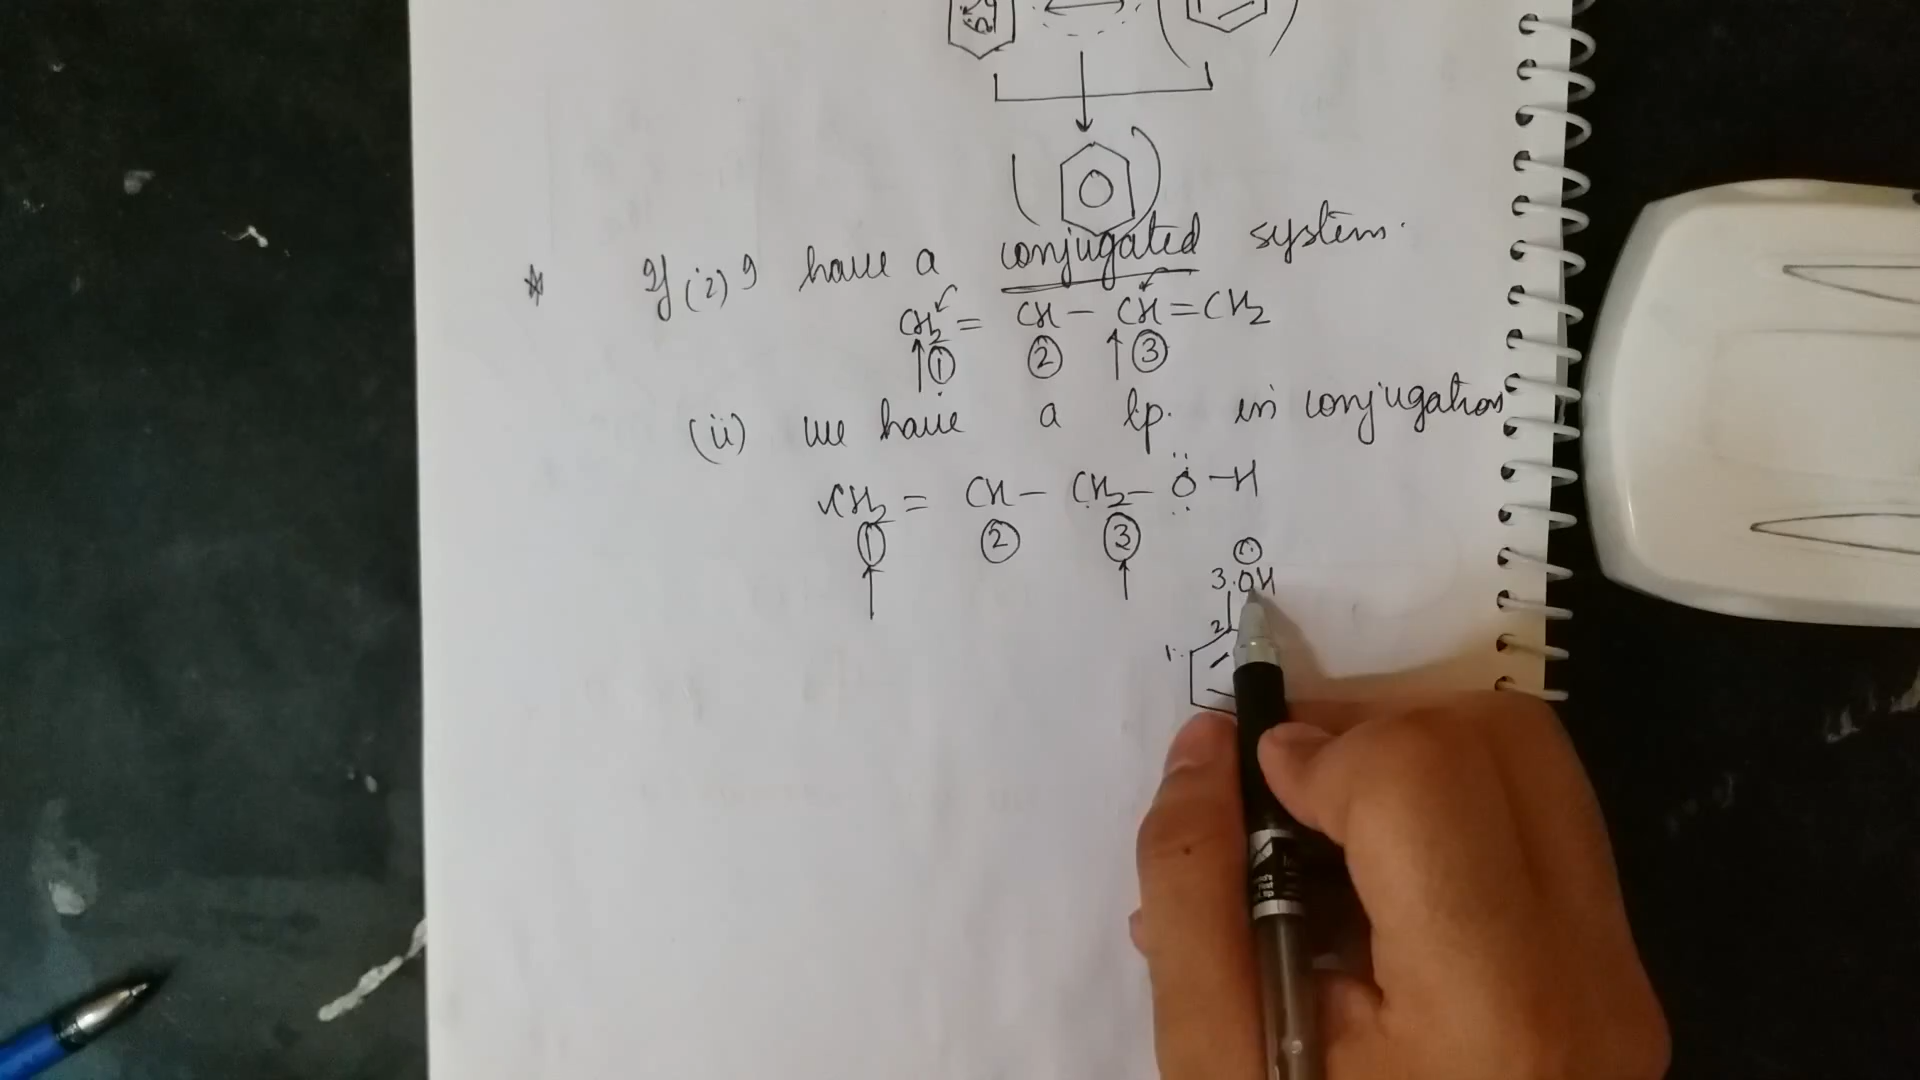 If (i) I have a conjugated system.
CH2 = CH - CH = CH2
1 2 3
(ii) we have a lp. in conjugation
CH2 = CH - CH2 - O - H
1 2 3
3. OH
2
1.